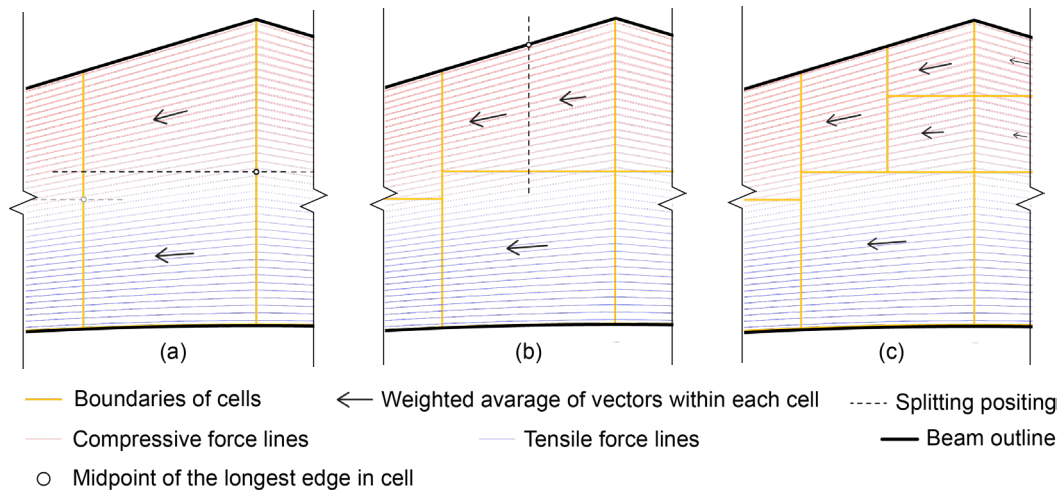 (a) (b) (c)
Boundaries of cells Weighted avarage of vectors within each cell Splitting positing
Compressive force lines Tensile force lines Beam outline
Midpoint of the longest edge in cell